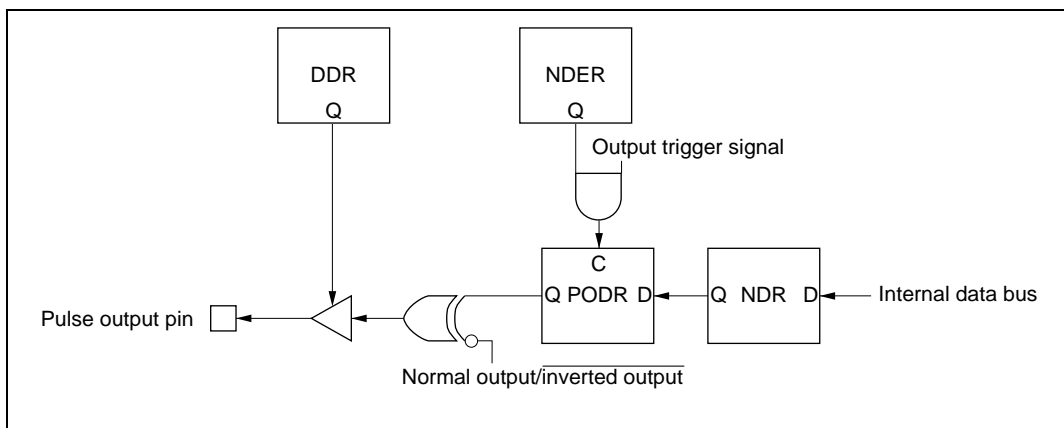 DDR
Q
NDER
Q
Output trigger signal
C
Q PODR D
Q NDR D
Internal data bus
Pulse output pin
Normal output/inverted output